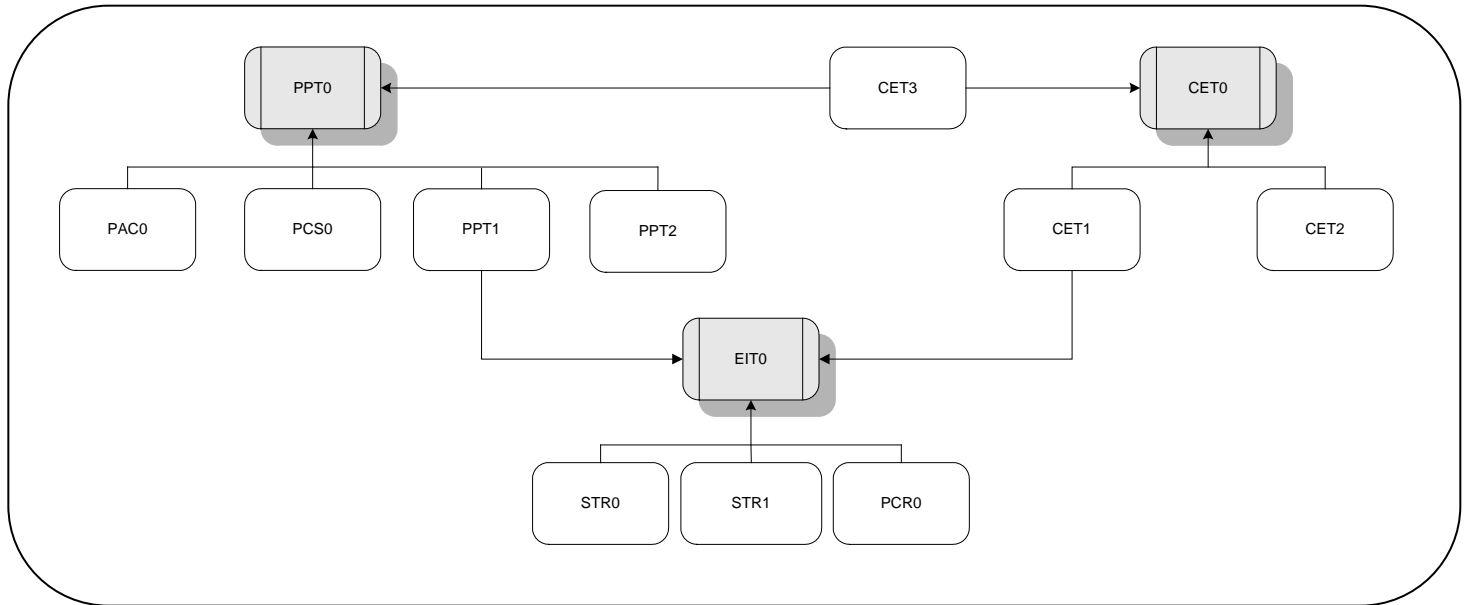 PPT0
CET3
CET0
PAC0
PCS0
PPT1
PPT2
CET1
CET2
EIT0
STR0
STR1
PCR0